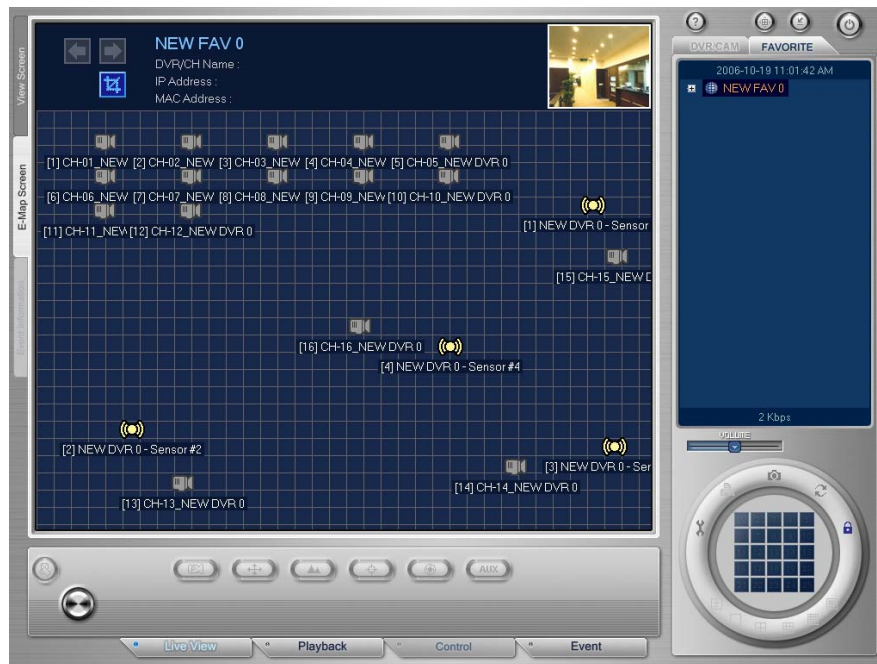 ?
DVR/CAM
FAVORITE
2006-10-19 11:01:42 AM
NEW FAV 0
2 Kbps
VOLUME
View Screen
E-Map Screen
Event Information
NEW FAV 0
DVR/CH Name :
IP Address :
MAC Address :
[1] CH-01_NEW [2] CH-02_NEW [3] CH-03_NEW [4] CH-04_NEW [5] CH-05_NEW DVR 0
[6] CH-06_NEW [7] CH-07_NEW [8] CH-08_NEW [9] CH-09_NEW [10] CH-10_NEW DVR 0
[11] CH-11_NEW [12] CH-12_NEW DVR 0
[1] NEW DVR 0 - Sensor
[15] CH-15_NEW D
[16] CH-16_NEW DVR 0
[4] NEW DVR 0 - Sensor #4
[2] NEW DVR 0 - Sensor #2
[3] NEW DVR 0 - Ser
[14] CH-14_NEW DVR 0
[13] CH-13_NEW DVR 0
AUX
Live View
Playback
Control
Event